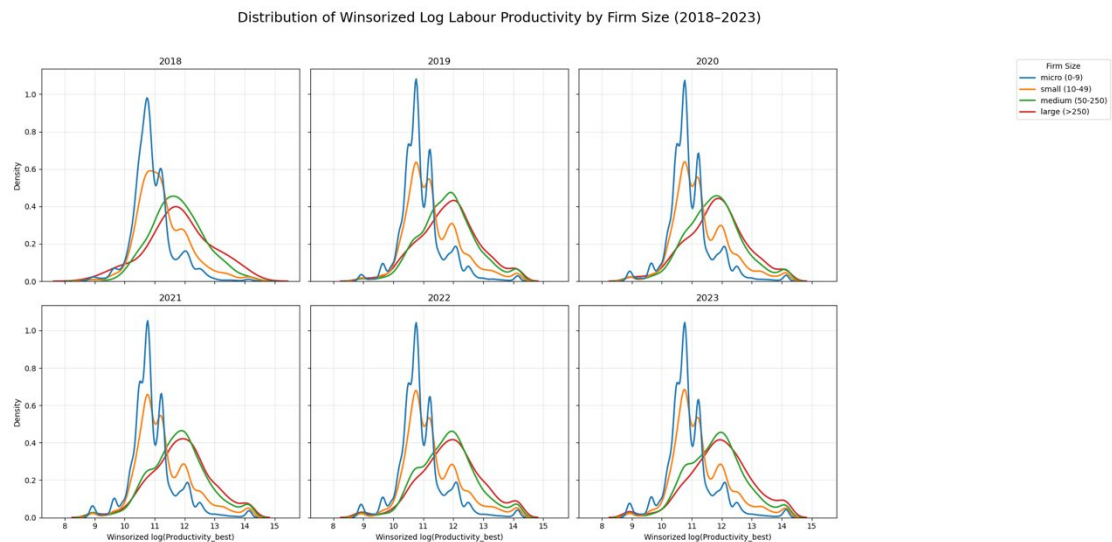 Distribution of Winsorized Log Labour Productivity by Firm Size (2018–2023)
2018
2019
2020
Firm Size
micro (0-9)
small (10-49)
medium (50-250)
large (>250)
1.0
0.8
0.6
0.4
0.2
0.0
Density
2021
2022
2023
1.0
0.8
0.6
0.4
0.2
0.0
Density
8 9 10 11 12 13 14 15
8 9 10 11 12 13 14 15
8 9 10 11 12 13 14 15
Winsorized log(Productivity_best)
Winsorized log(Productivity_best)
Winsorized log(Productivity_best)